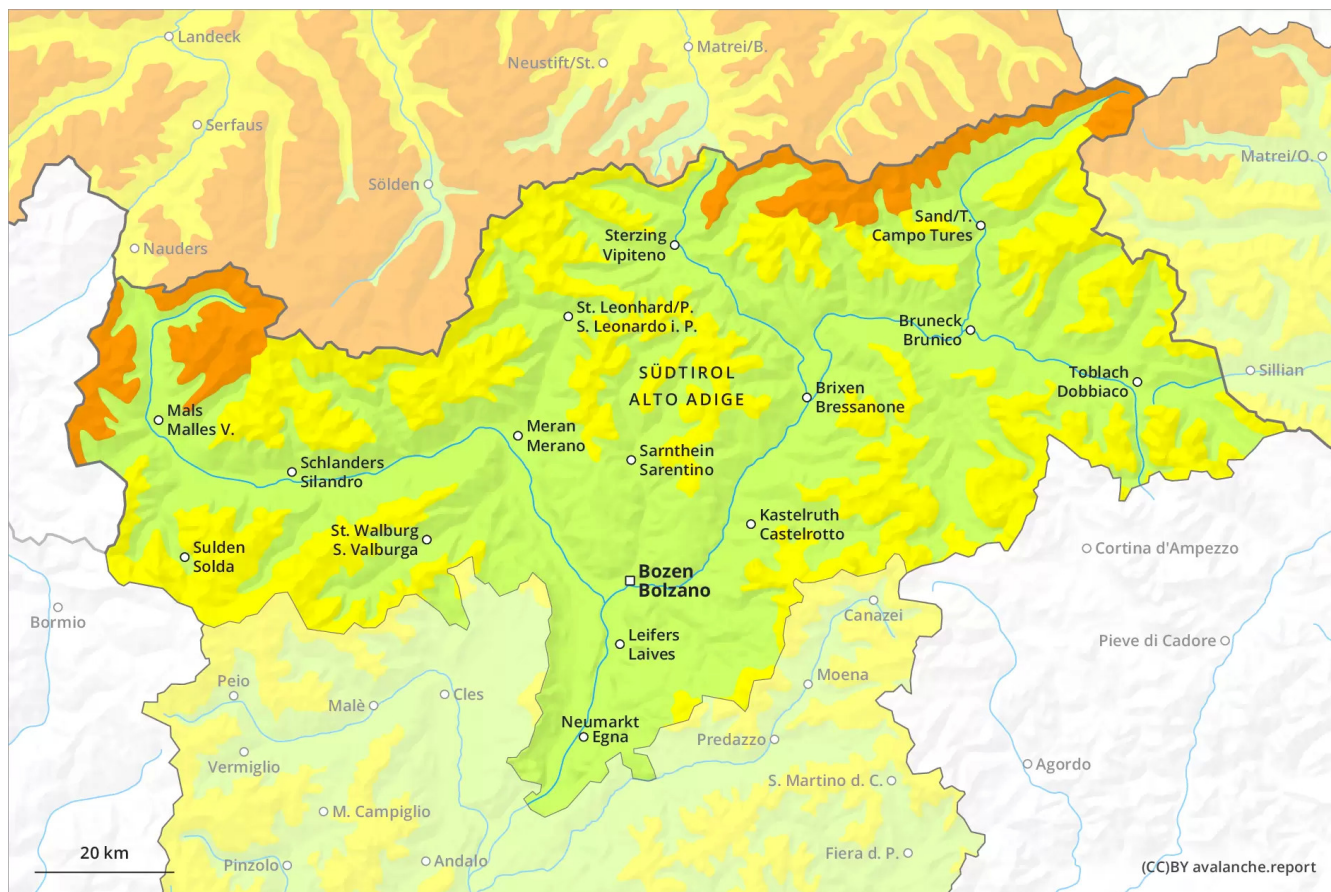 Landeck
Matrei/B.
Neustift/St.
Serfaus
Matrei/O.
Sölden
Sand/T.
Campo Tures
Sterzing
Vipiteno
Nauders
St. Leonhard/P.
S. Leonardo i. P.
Bruneck
Brunico
SÜDTIROL
ALTO ADIGE
Toblach
Dobbiaco
Sillian
Brixen
Bressanone
Mals
Malles V.
Meran
Merano
Sarnthein
Sarentino
Schlanders
Silandro
Kastelruth
Castelrotto
St. Walburg
S. Valburga
Sulden
Solda
Cortina d'Ampezzo
Bozen
Bolzano
Bormio
Canazei
Leifers
Laives
Pieve di Cadore
Peio
Moena
Cles
Malè
Neumarkt
Egna
Predazzo
Vermiglio
Agordo
S. Martino d. C.
M. Campiglio
20 km
Andalo
Fiera d. P.
Pinzolo
(CC)BY avalanche.report